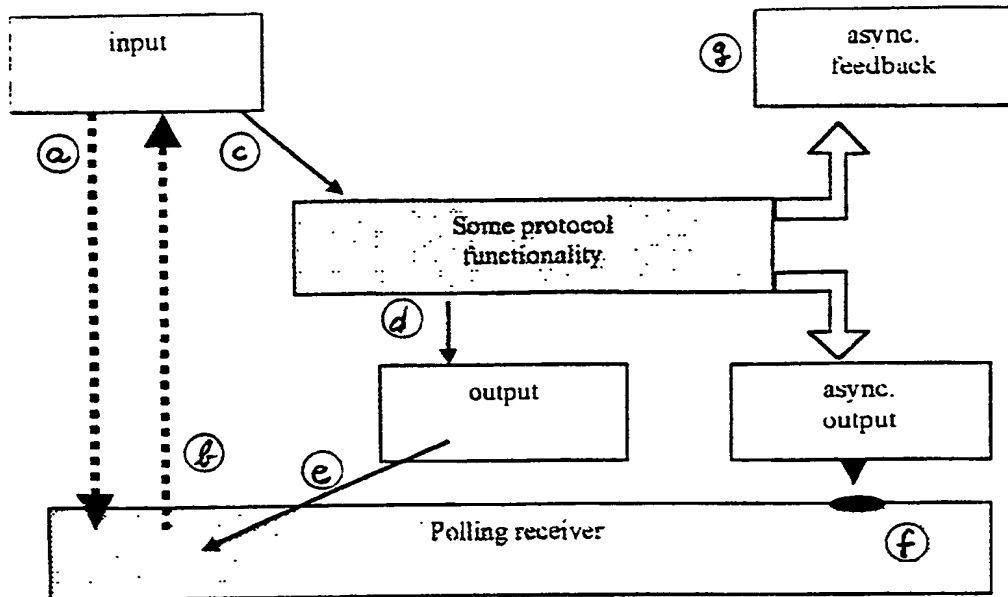 input
async.
feedback
g
a
c
Some protocol
functionality.
d
output
async.
output
b
e
Polling receiver
f